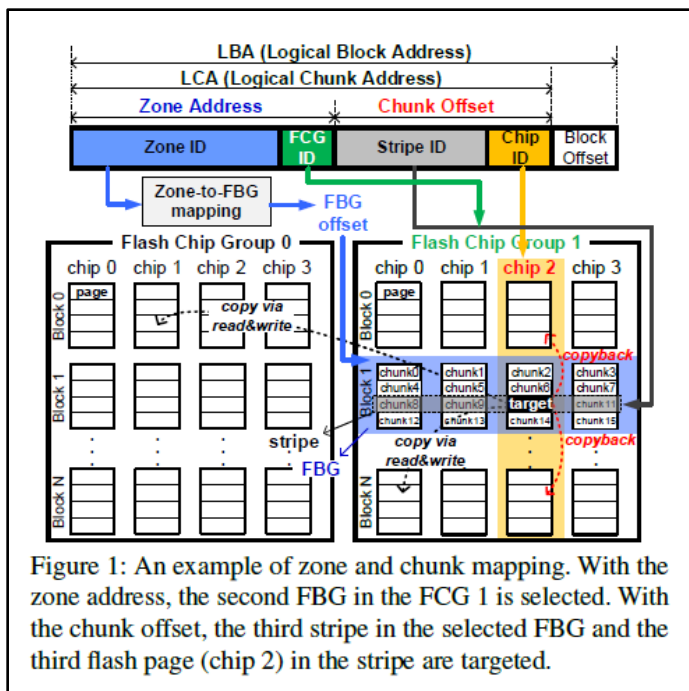 LBA (Logical Block Address)
LCA (Logical Chunk Address)
Zone Address Chunk Offset
Zone ID FCG ID Stripe ID Chip ID Block Offset
Zone-to-FBG mapping
FBG offset
Flash Chip Group 0 Flash Chip Group 1
chip 0 chip 1 chip 2 chip 3 chip 0 chip 1 chip 2 chip 3
Block 0 page Block 0 page
copy via read&write
copyback
Block 1 Block 1 chunk0 chunk1 chunk2 chunk3
chunk4 chunk5 chunk6 chunk7
chunk8 chunk9 target chunk11
chunk12 chunk13 chunk14 chunk15
stripe
FBG
copy via read&write
copyback
Block N Block N
Figure 1: An example of zone and chunk mapping. With the
zone address, the second FBG in the FCG 1 is selected. With
the chunk offset, the third stripe in the selected FBG and the
third flash page (chip 2) in the stripe are targeted.